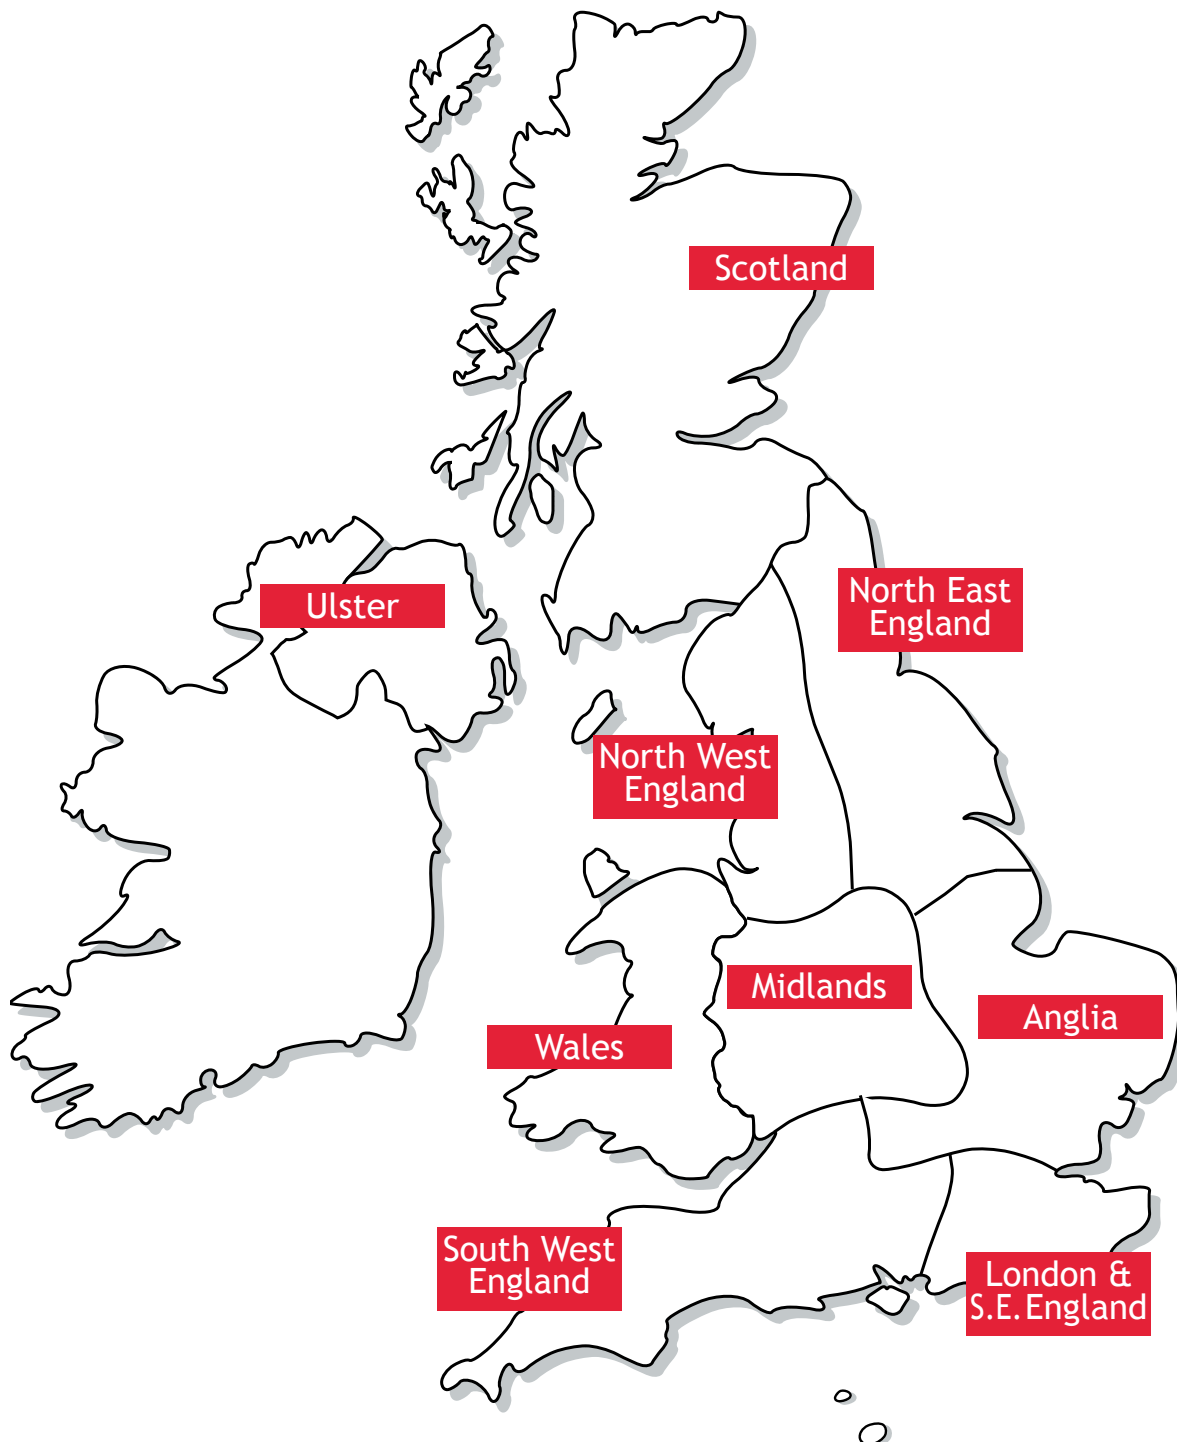 Scotland
North East
England
Ulster
North West
England
Midlands
Anglia
Wales
South West
England
London &
S.E. England